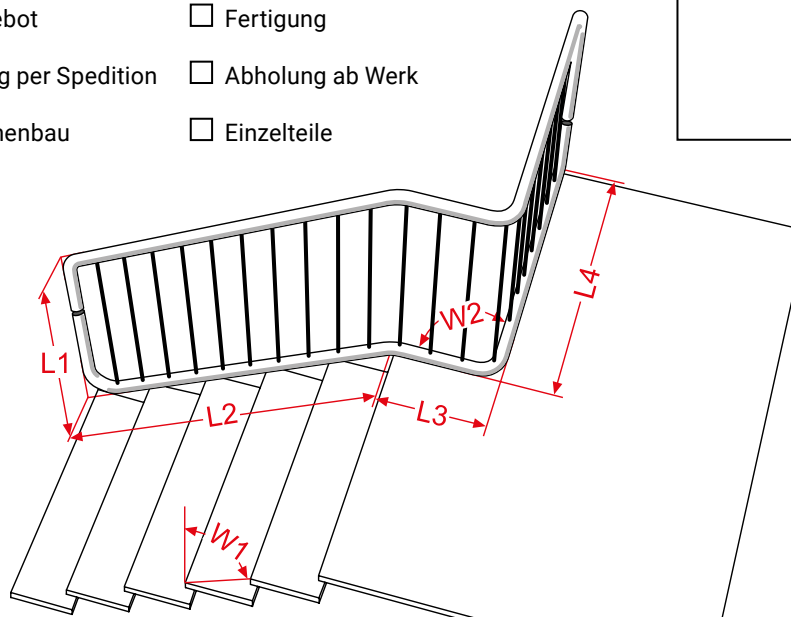 ebot
Fertigung
g per Spedition
Abholung ab Werk
nenbau
Einzelteile
W2
L4
L1
L2
L3
W1